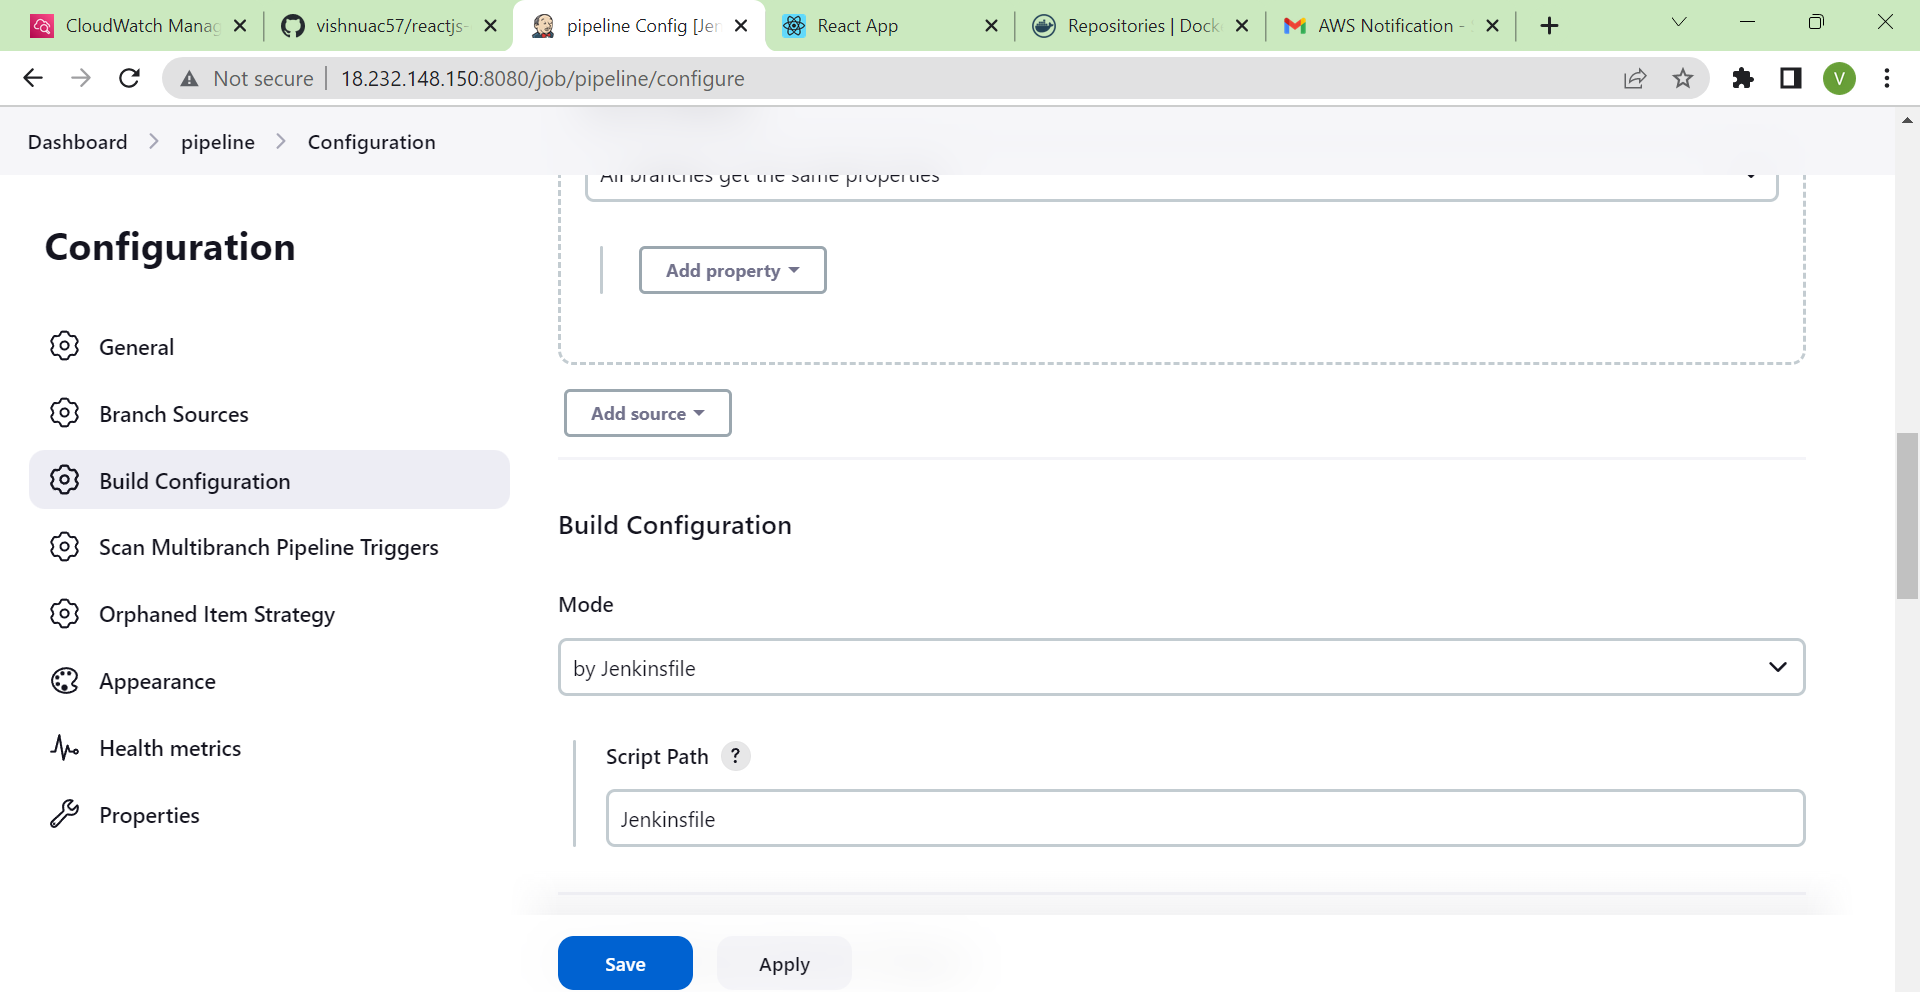 CloudWatch Manag
vishnuac57/reactjs-
pipeline Config [Jen
React App
Repositories | Docke
AWS Notification -
Not secure
18.232.148.150:8080/job/pipeline/configure
V
Dashboard
pipeline
Configuration
All branches get the same properties
Configuration
General
Branch Sources
Build Configuration
Scan Multibranch Pipeline Triggers
Orphaned Item Strategy
Appearance
Health metrics
Properties
Add property
Add source
Build Configuration
Mode
by Jenkinsfile
Script Path ?
Jenkinsfile
Save
Apply